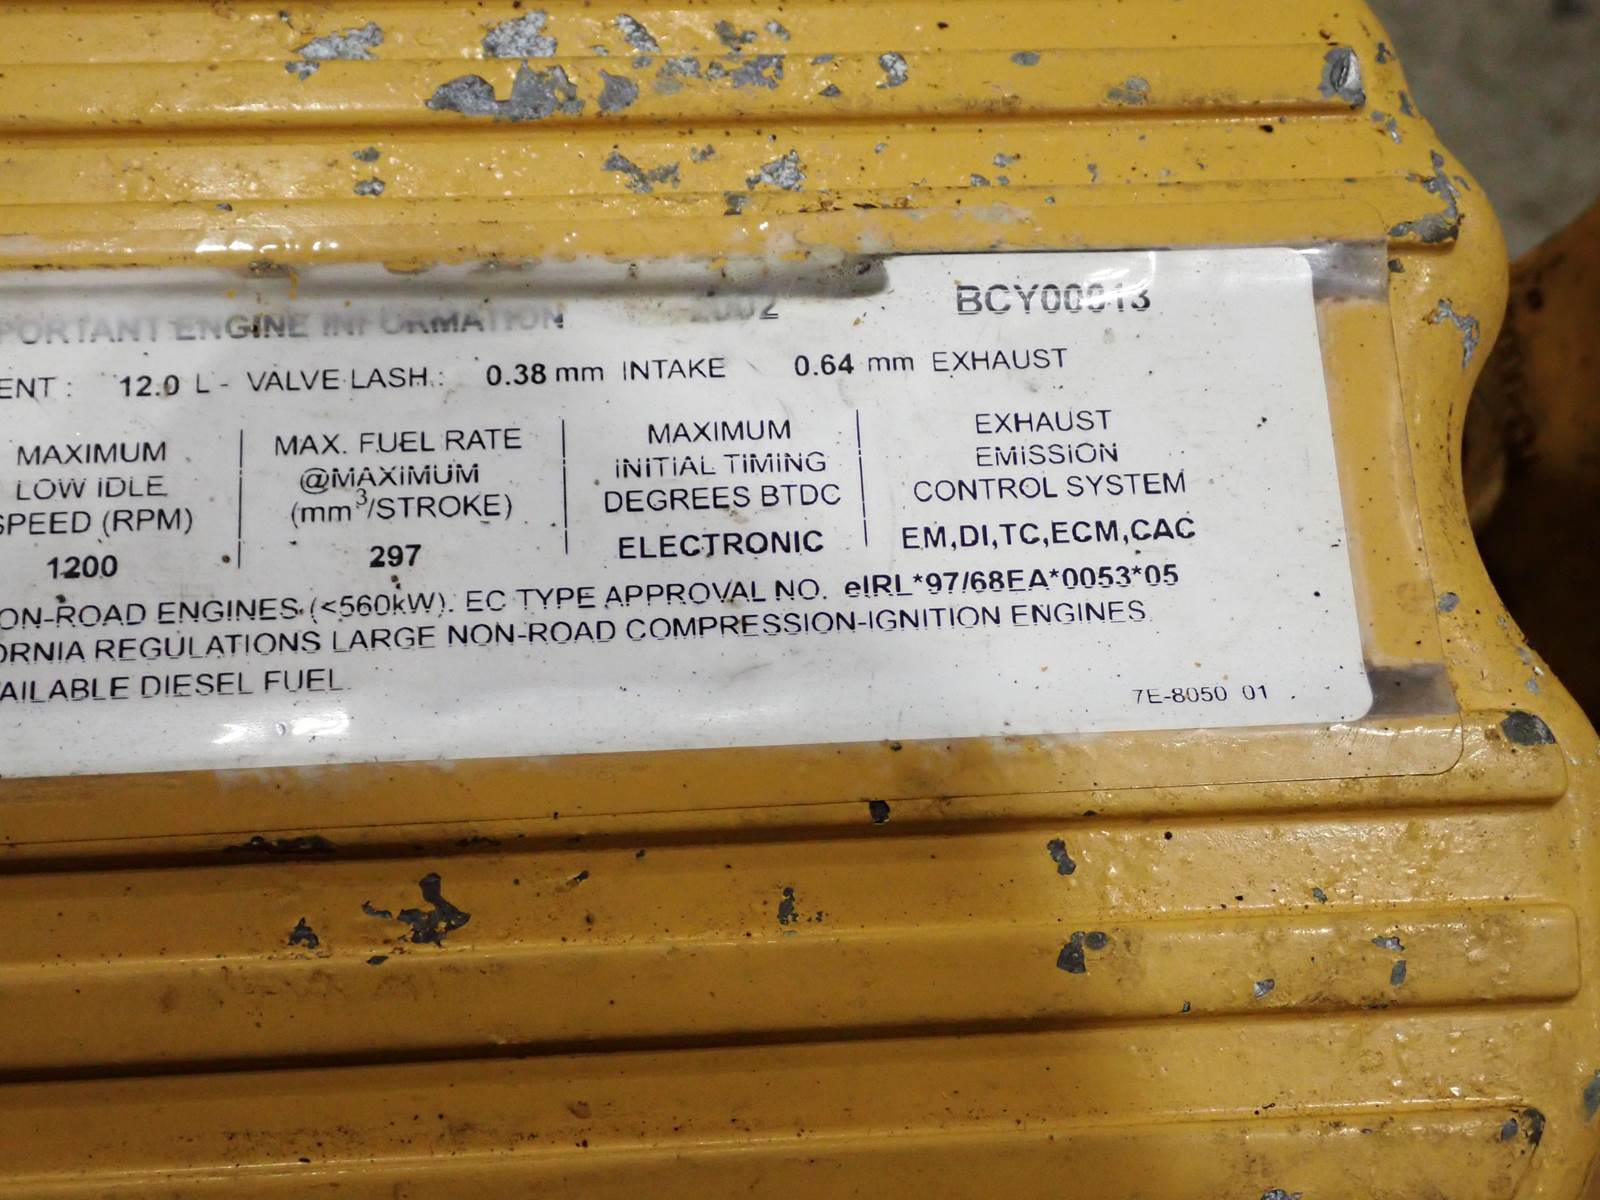 PORTANT ENGINE INFORMATION 2002
ENT : 12.0 L - VALVE LASH : 0.38 mm INTAKE 0.64 mm EXHAUST
MAXIMUM LOW IDLE SPEED (RPM) 1200
MAX. FUEL RATE @MAXIMUM (mm³/STROKE) 297
MAXIMUM INITIAL TIMING DEGREES BTDC ELECTRONIC
EXHAUST EMISSION CONTROL SYSTEM EM,DI,TC,ECM,CAC
ON-ROAD ENGINES (<560kW). EC TYPE APPROVAL NO. eIRL*97/68EA*0053*05
ORNIA REGULATIONS LARGE NON-ROAD COMPRESSION-IGNITION ENGINES
AILABLE DIESEL FUEL.
7E-8050 01